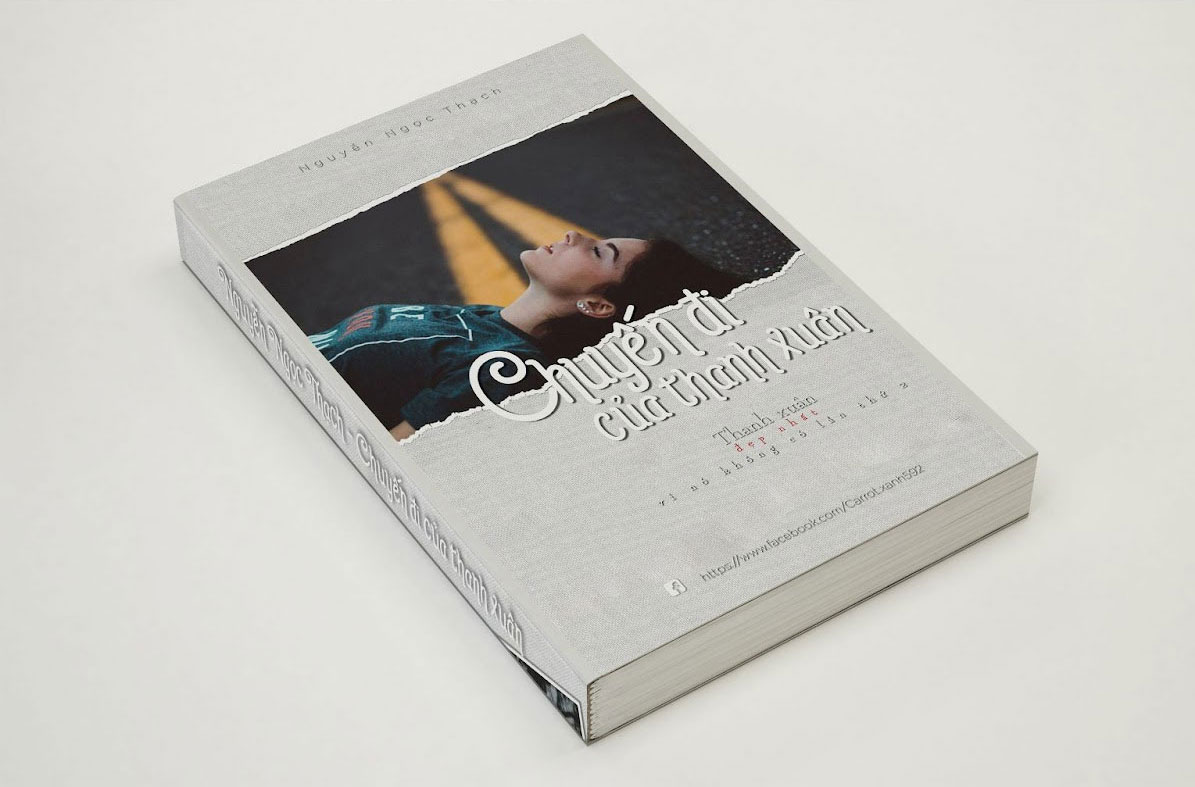 Nguyễn Ngọc Thạch
Chuyến đi
của thanh xuân
Thanh xuân
đẹp nhất
vì nó không có lần thứ 2
https://www.facebook.com/Carrot.xann592
Nguyễn Ngọc Thạch - Chuyến đi của thanh xuân